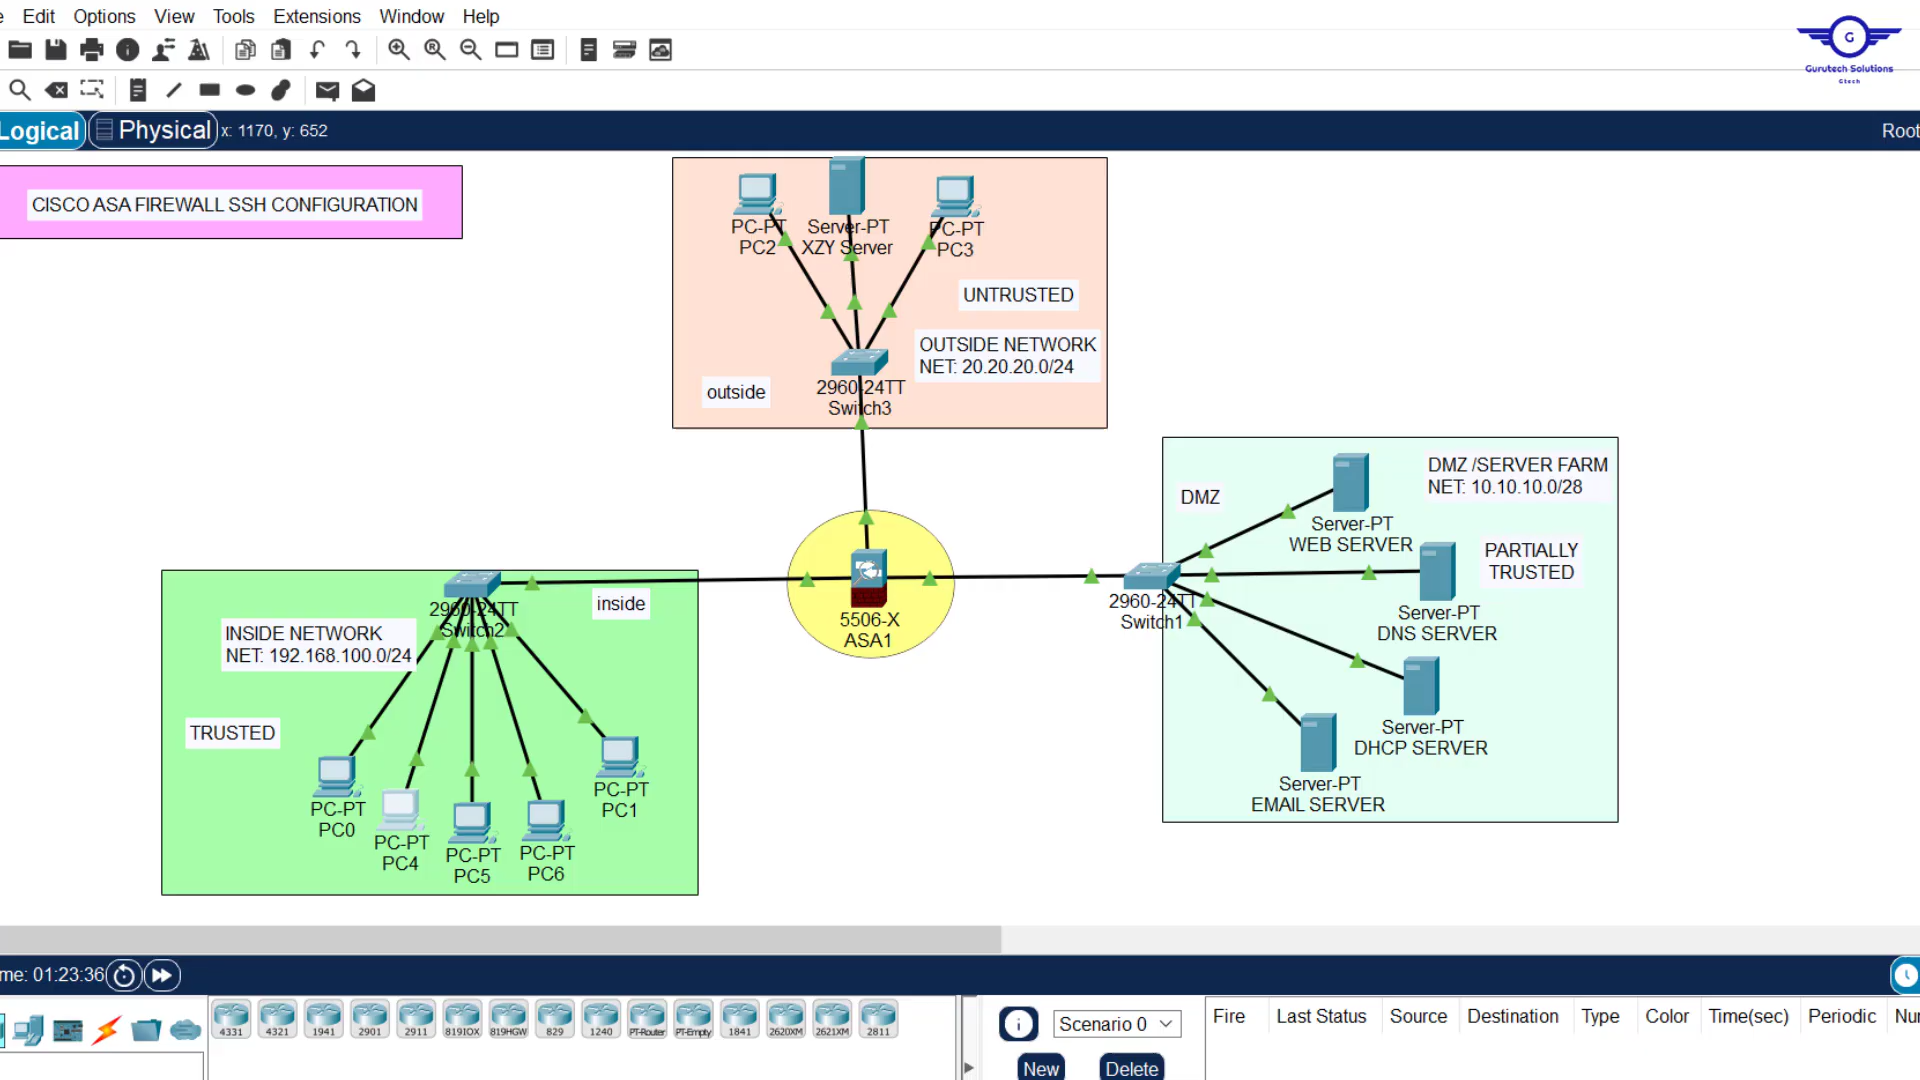 e Edit Options View Tools Extensions Window Help
G
Gurutech Solutions
Gtech
Logical Physical x: 1170, y: 652 Root
CISCO ASA FIREWALL SSH CONFIGURATION
PC-PT
PC2
Server-PT
XZY Server
PC-PT
PC3
UNTRUSTED
OUTSIDE NETWORK
NET: 20.20.20.0/24
outside
2960-24TT
Switch3
DMZ
DMZ /SERVER FARM
NET: 10.10.10.0/28
Server-PT
WEB SERVER
PARTIALLY
TRUSTED
Server-PT
DNS SERVER
2960-24TT
Switch1
Server-PT
DHCP SERVER
Server-PT
EMAIL SERVER
5506-X
ASA1
inside
2960-24TT
Switch2
INSIDE NETWORK
NET: 192.168.100.0/24
TRUSTED
PC-PT
PC0
PC-PT
PC4
PC-PT
PC5
PC-PT
PC6
PC-PT
PC1
me: 01:23:36
4331 4321 1941 2901 2911 819IOX 819HGW 829 1240 PT-Router PT-Empty 1841 2620XM 2621XM 2811
Scenario 0
New Delete
Fire Last Status Source Destination Type Color Time(sec) Periodic Nu